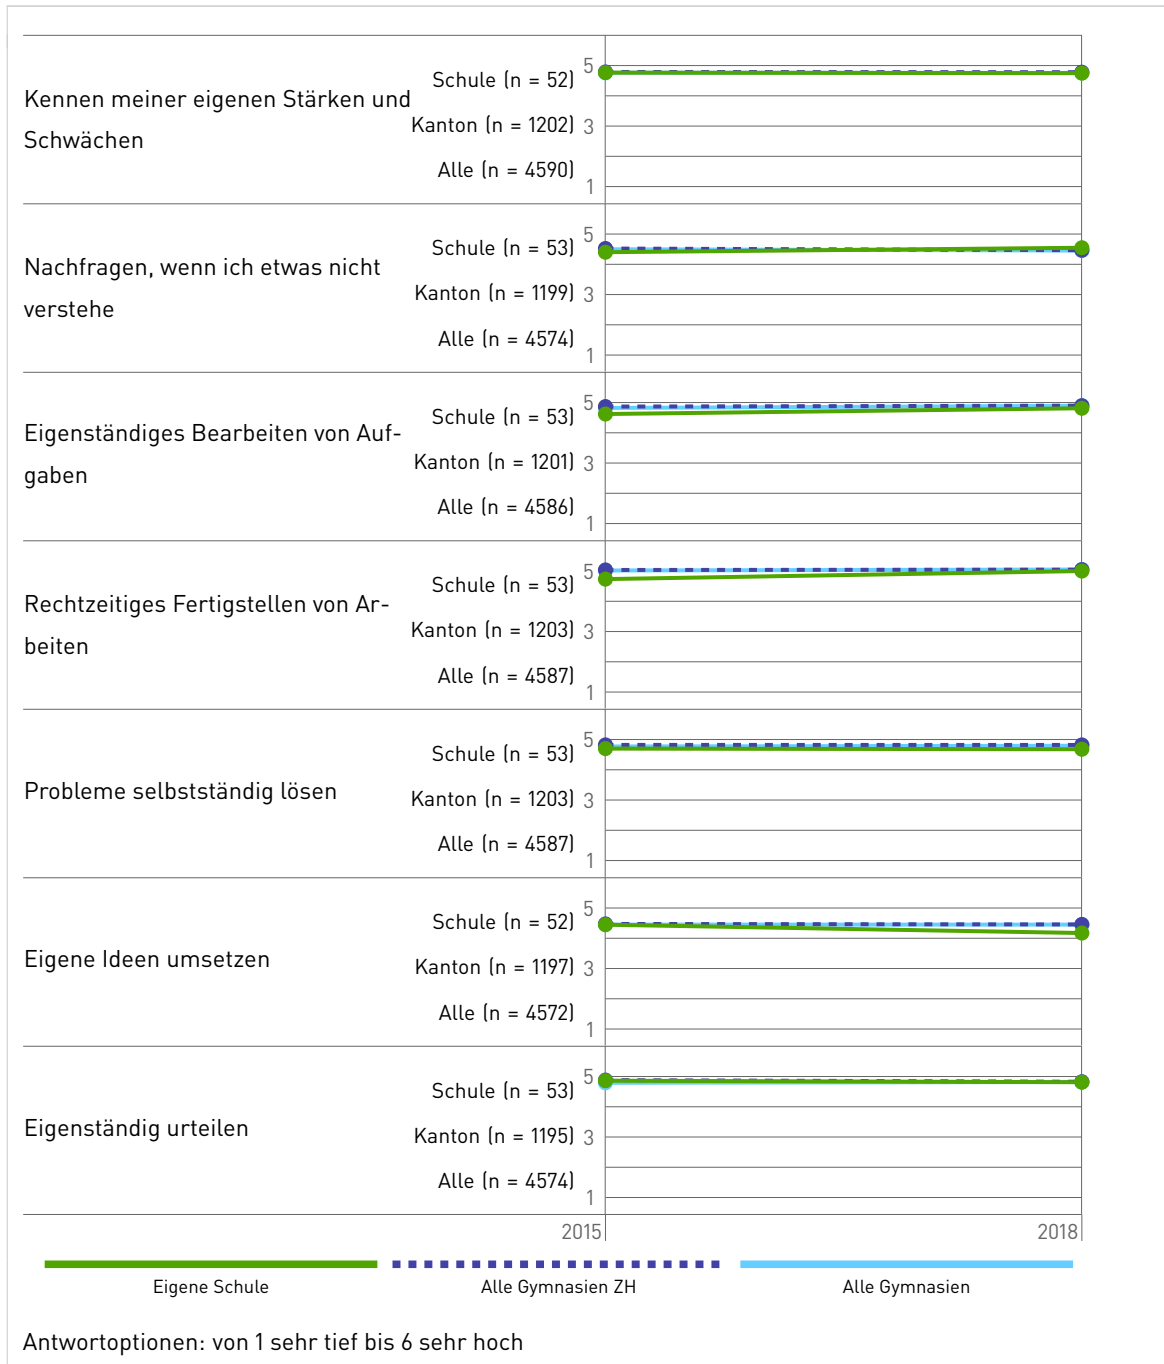 5
Schule (n = 52)
Kennen meiner eigenen Stärken und
Kanton (n = 1202) 3
Schwächen
Alle (n = 4590)
1
5
Schule (n = 53)
Nachfragen, wenn ich etwas nicht
Kanton (n = 1199) 3
verstehe
Alle (n = 4574)
1
5
Schule (n = 53)
Eigenständiges Bearbeiten von Auf-
Kanton (n = 1201) 3
gaben
Alle (n = 4586)
1
5
Schule (n = 53)
Rechtzeitiges Fertigstellen von Ar-
Kanton (n = 1203) 3
beiten
Alle (n = 4587)
1
5
Schule (n = 53)
Probleme selbstständig lösen
Kanton (n = 1203) 3
Alle (n = 4587)
1
5
Schule (n = 52)
Eigene Ideen umsetzen
Kanton (n = 1197) 3
Alle (n = 4572)
1
5
Schule (n = 53)
Eigenständig urteilen
Kanton (n = 1195) 3
Alle (n = 4574)
1
2015 2018
Eigene Schule Alle Gymnasien ZH Alle Gymnasien
Antwortoptionen: von 1 sehr tief bis 6 sehr hoch